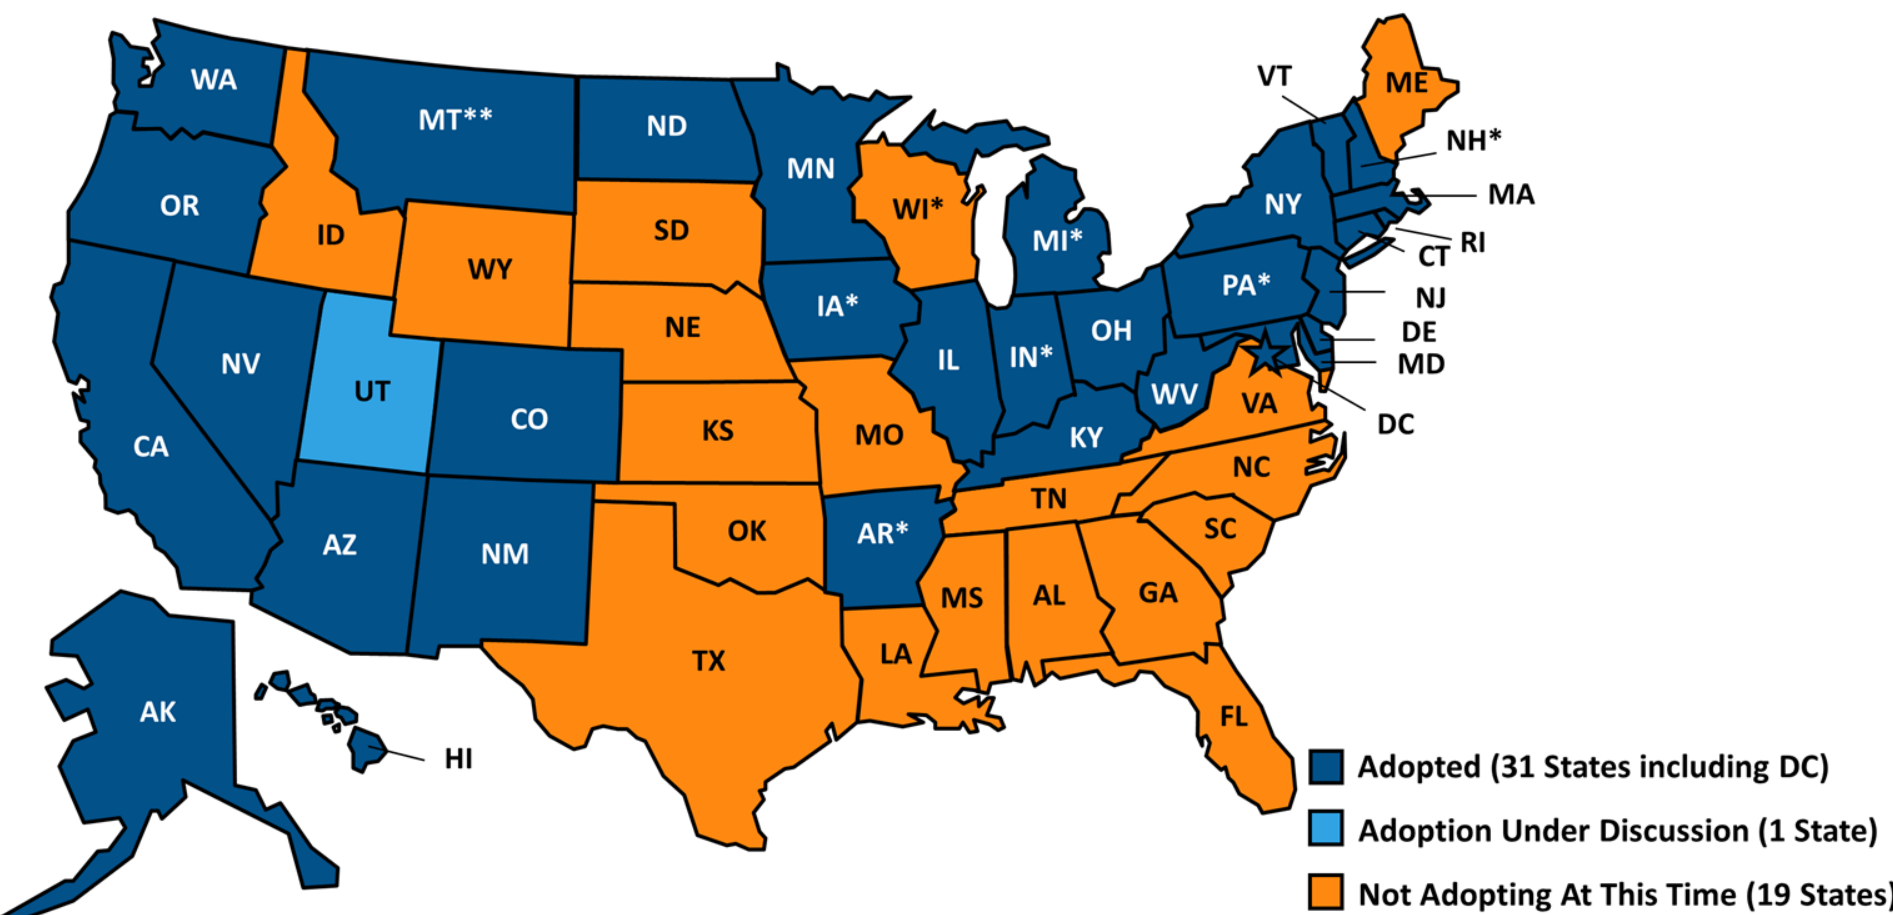 WA
MT**
ND
MN
OR
ID
WY
SD
WI*
MI*
NY
VT
ME
NH*
MA
RI
CT
NJ
DE
MD
DC
PA*
NV
UT
CO
NE
IA*
IL
IN*
OH
WV
VA
KY
CA
KS
MO
AZ
NM
OK
AR*
TN
NC
SC
MS
AL
GA
TX
LA
FL
AK
HI
Adopted (31 States including DC)
Adoption Under Discussion (1 State)
Not Adopting At This Time (19 States)